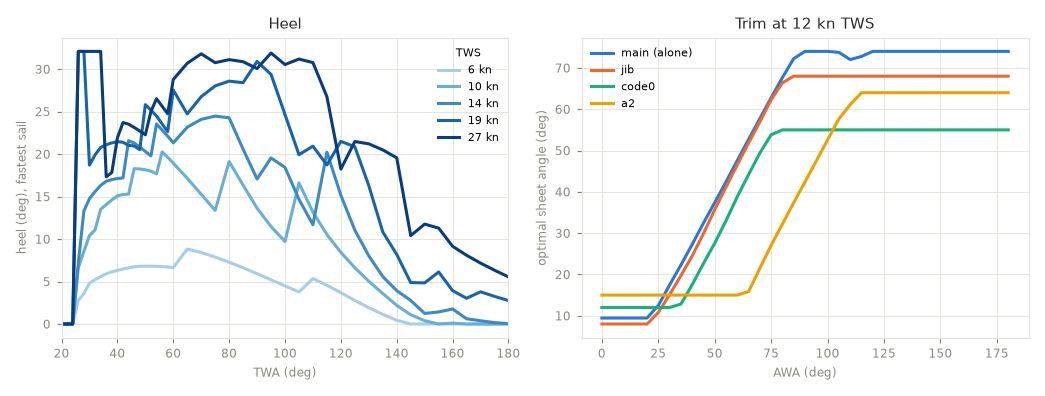 Heel
heel (deg), fastest sail
30
25
20
15
10
5
0
20 40 60 80 100 120 140 160 180
TWA (deg)
TWS
6 kn
10 kn
14 kn
19 kn
27 kn
Trim at 12 kn TWS
optimal sheet angle (deg)
70
60
50
40
30
20
10
0 25 50 75 100 125 150 175
AWA (deg)
main (alone)
jib
code0
a2